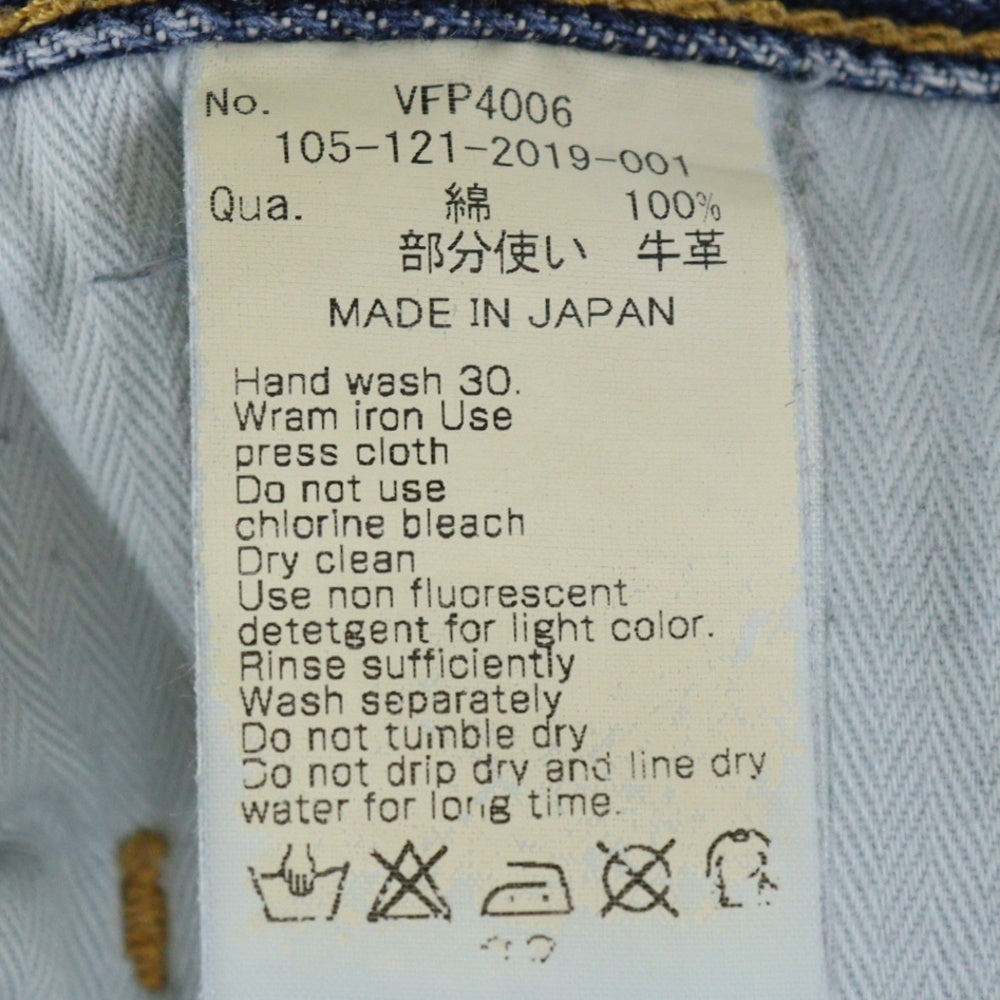 No. VFP4006
105-121-2019-001
Qua. 綿 100%
部分使い 牛革
MADE IN JAPAN
Hand wash 30.
Wram iron Use
press cloth
Do not use
chlorine bleach
Dry clean
Use non fluorescent
detetgent for light color.
Rinse sufficiently
Wash separately
Do not tumble dry
Do not drip dry and line dry
water for long time.